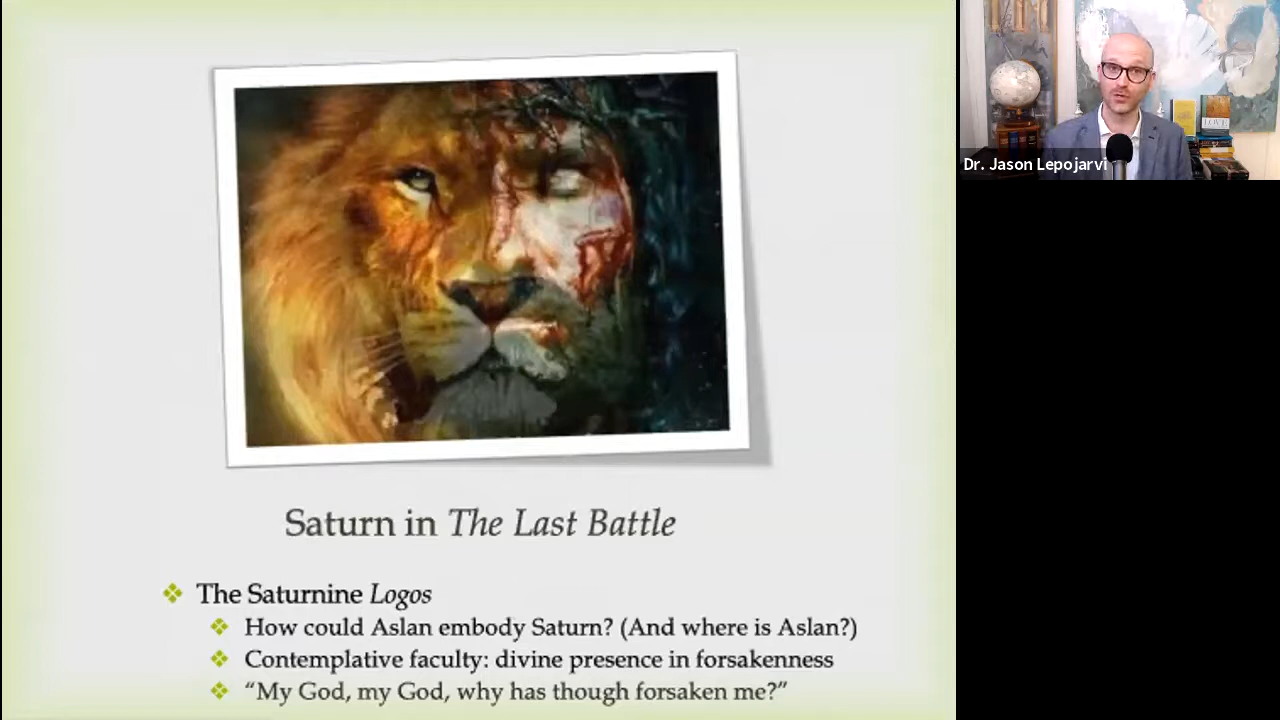 Dr. Jason Lepojarvi
LOVE
Saturn in The Last Battle
The Saturnine Logos
How could Aslan embody Saturn? (And where is Aslan?)
Contemplative faculty: divine presence in forsakenness
“My God, my God, why has though forsaken me?”